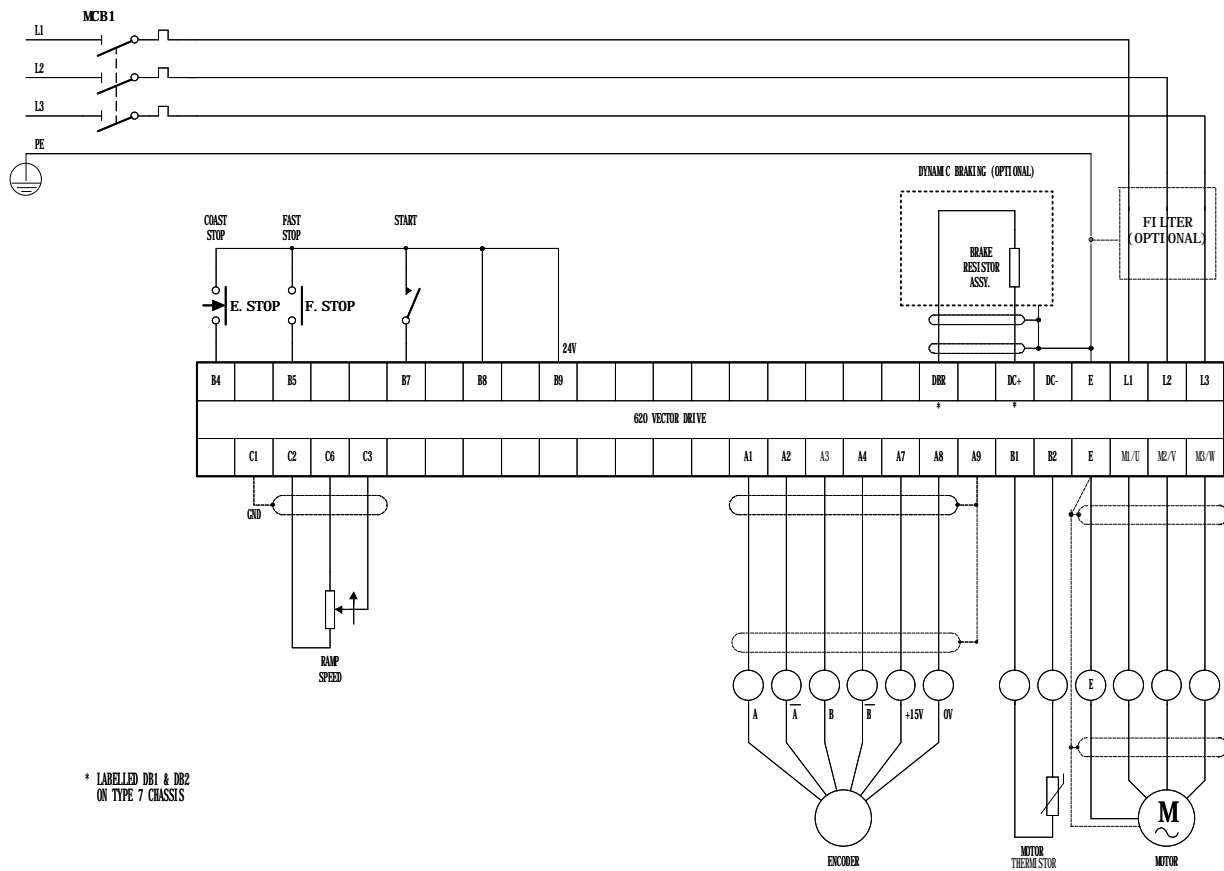 MCB1
L1
L2
L3
PE
DYNAMIC BRAKING (OPTIONAL)
FILTER
(OPTIONAL)
COAST
STOP
FAST
STOP
START
BRAKE
RESISTOR
ASSY.
E. STOP
F. STOP
24V
B4 B5 B7 B8 B9 DBR DC+ DC- E L1 L2 L3
* *
620 VECTOR DRIVE
C1 C2 C6 C3 A1 A2 A3 A4 A7 A8 A9 B1 B2 E M1/U M2/V M3/W
GND
RAMP
SPEED
E
A A̅ B B̅ +15V 0V
* LABELLED DB1 & DB2
ON TYPE 7 CHASSIS
M
ENCODER
MOTOR
THERMISTOR
MOTOR